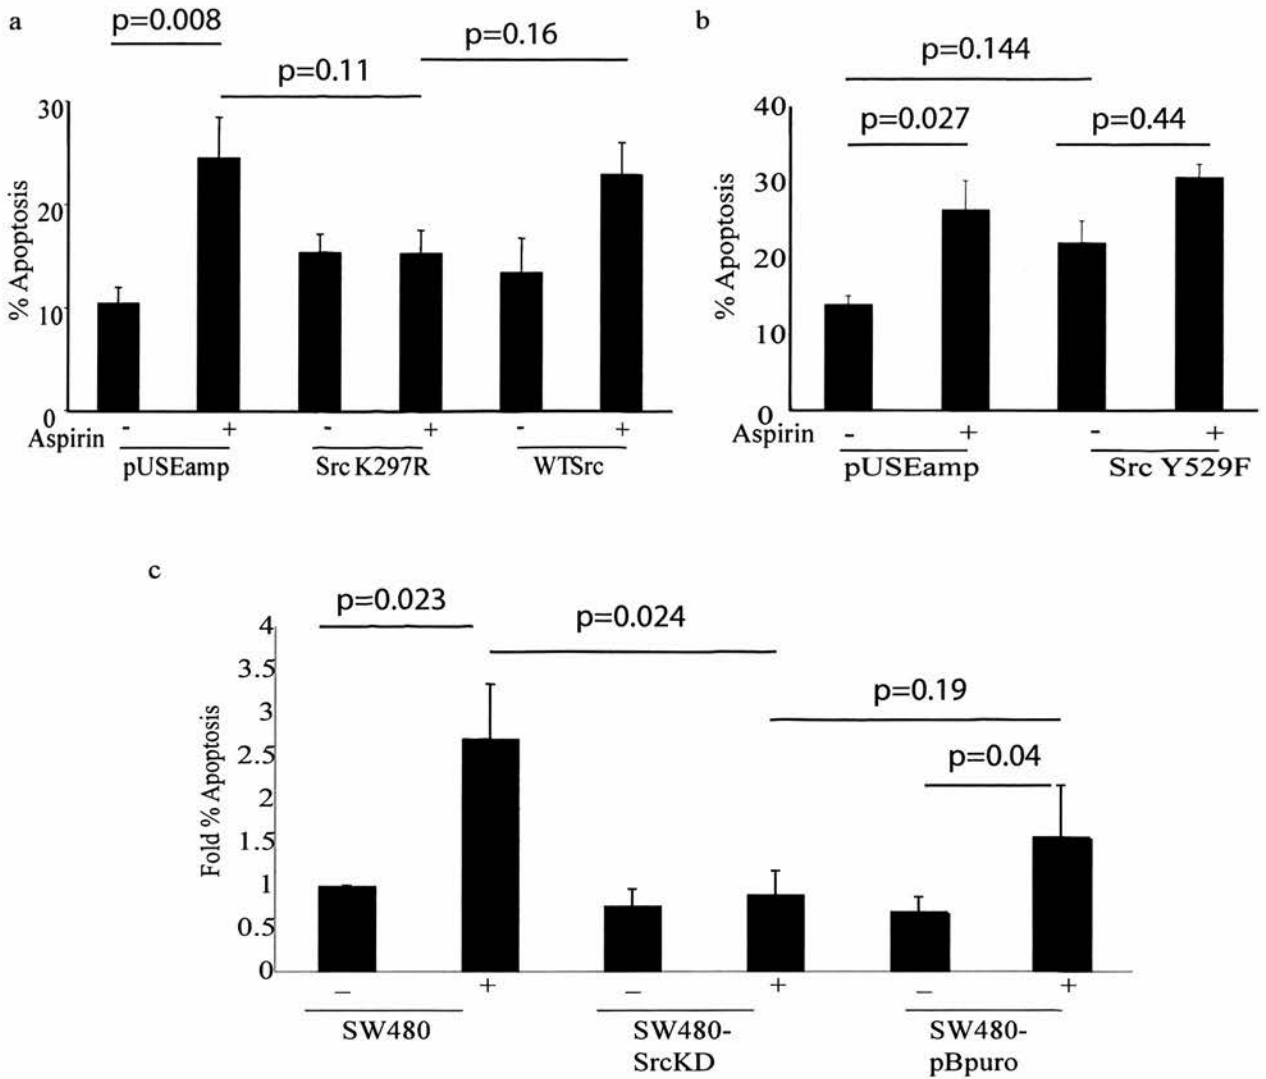 a
p=0.008
p=0.11
p=0.16
% Apoptosis
30
20
10
0
Aspirin - + - + - +
pUSEamp Src K297R WTSrc
b
p=0.144
p=0.027 p=0.44
% Apoptosis
40
30
20
10
0
Aspirin - + - +
pUSEamp Src Y529F
c
p=0.023
p=0.024
p=0.19
p=0.04
Fold % Apoptosis
4
3.5
3
2.5
2
1.5
1
0.5
0
– + – + – +
SW480 SW480-SrcKD SW480-pBpuro